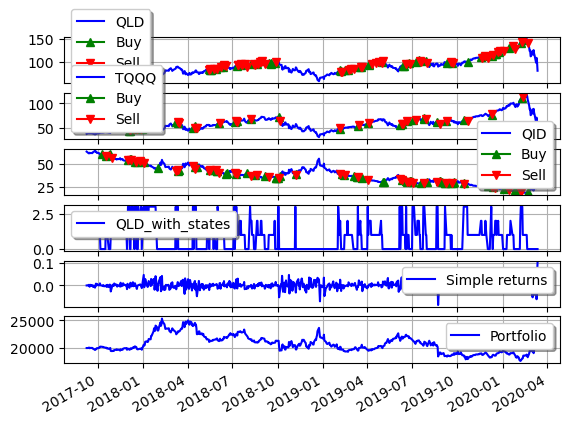 QLD
Buy
Sell
150
100
TQQQ
Buy
Sell
100
50
QID
Buy
Sell
50
25
QLD_with_states
2.5
0.0
Simple returns
0.1
0.0
Portfolio
25000
20000
2017-10
2018-01
2018-04
2018-07
2018-10
2019-01
2019-04
2019-07
2019-10
2020-01
2020-04